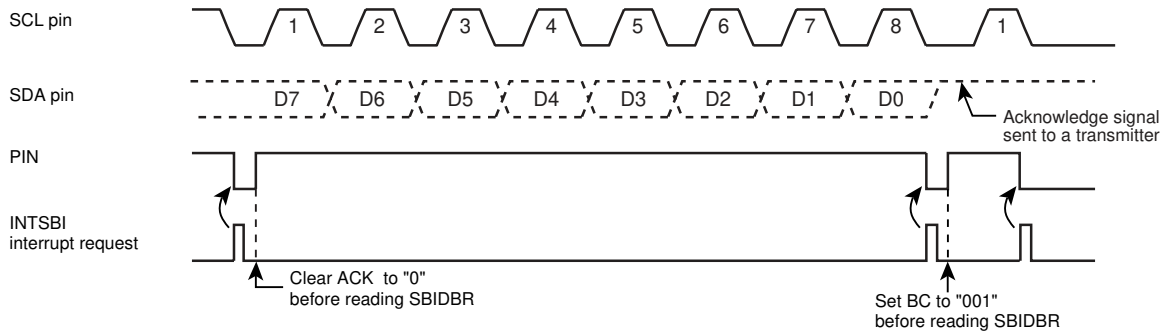 SCL pin
1 2 3 4 5 6 7 8 1
SDA pin
D7 D6 D5 D4 D3 D2 D1 D0
Acknowledge signal
sent to a transmitter
PIN
INTSBI
interrupt request
Clear ACK to "0"
before reading SBIDBR
Set BC to "001"
before reading SBIDBR